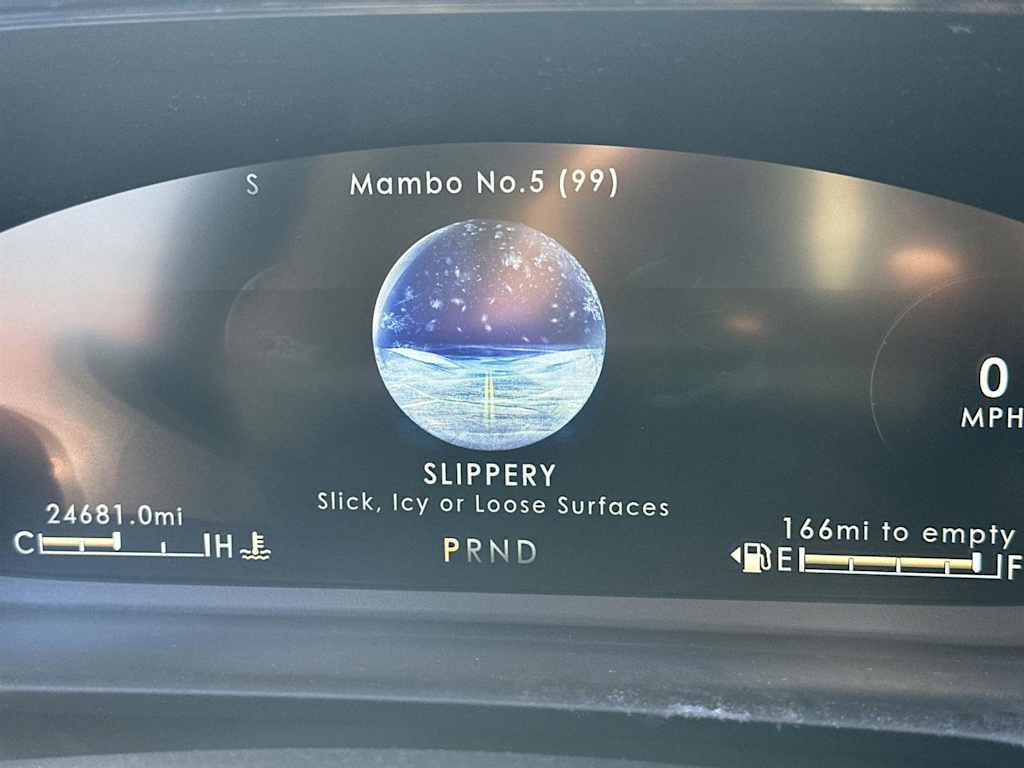 S
Mambo No.5 (99)
0
MPH
SLIPPERY
Slick, Icy or Loose Surfaces
24681.0mi
C H
PRND
166mi to empty
E F